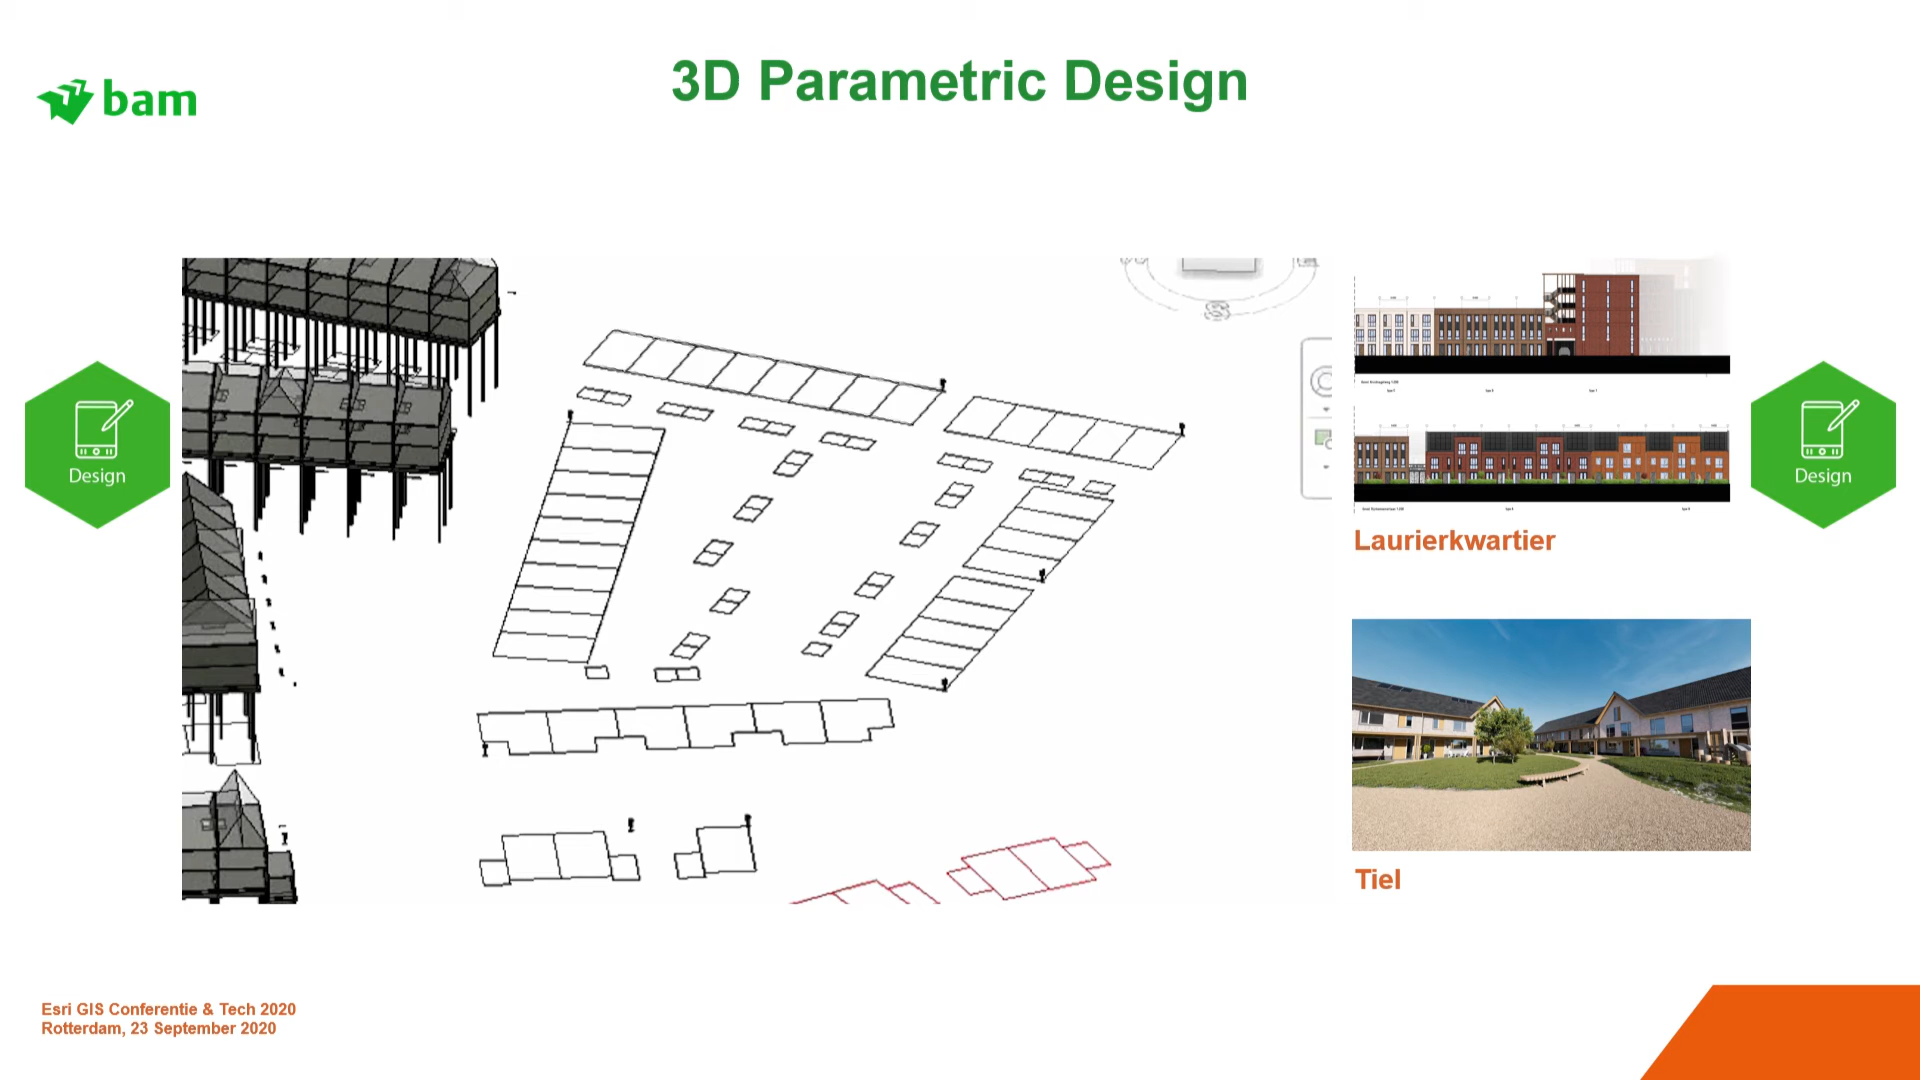 3D Parametric Design
bam
S
Design
Design
Laurierkwartier
Tiel
Esri GIS Conferentie & Tech 2020
Rotterdam, 23 September 2020